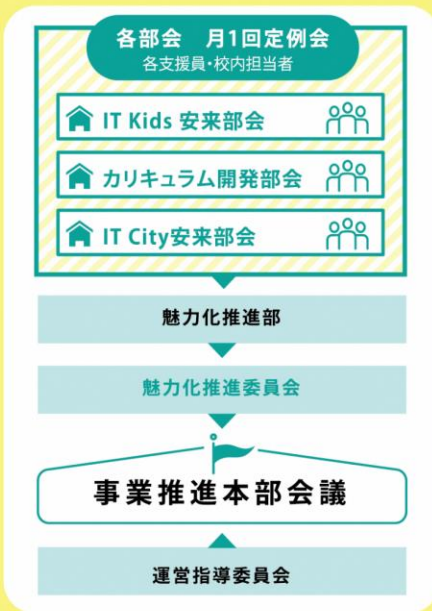 各部会　月1回定例会
各支援員・校内担当者
IT Kids 安来部会
カリキュラム開発部会
IT City安来部会
魅力化推進部
魅力化推進委員会
事業推進本部会議
運営指導委員会